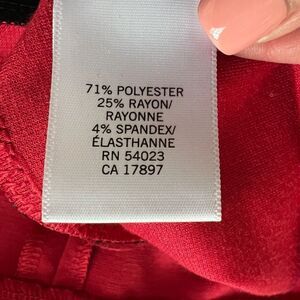 71% POLYESTER
25% RAYON/
RAYONNE
4% SPANDEX/
ÉLASTHANNE
RN 54023
CA 17897